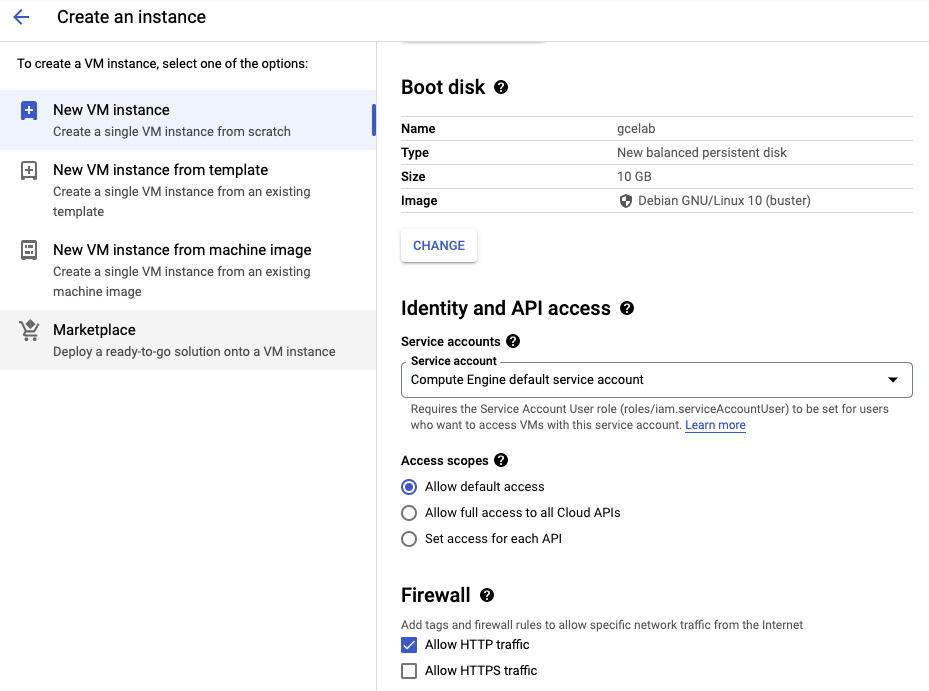 Create an instance
To create a VM instance, select one of the options:
New VM instance
Create a single VM instance from scratch
New VM instance from template
Create a single VM instance from an existing
template
New VM instance from machine image
Create a single VM instance from an existing
machine image
Marketplace
Deploy a ready-to-go solution onto a VM instance
Boot disk
Name gcelab
Type New balanced persistent disk
Size 10 GB
Image Debian GNU/Linux 10 (buster)
CHANGE
Identity and API access
Service accounts
Service account
Compute Engine default service account
Requires the Service Account User role (roles/iam.serviceAccountUser) to be set for users
who want to access VMs with this service account. Learn more
Access scopes
Allow default access
Allow full access to all Cloud APIs
Set access for each API
Firewall
Add tags and firewall rules to allow specific network traffic from the Internet
Allow HTTP traffic
Allow HTTPS traffic